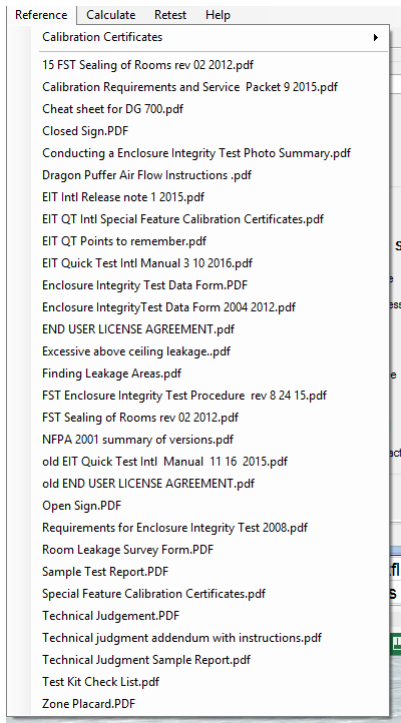 Reference Calculate Retest Help
Calibration Certificates
15 FST Sealing of Rooms rev 02 2012.pdf
Calibration Requirements and Service  Packet 9 2015.pdf
Cheat sheet for DG 700.pdf
Closed Sign.PDF
Conducting a Enclosure Integrity Test Photo Summary.pdf
Dragon Puffer Air Flow Instructions .pdf
EIT Intl Release note 1 2015.pdf
EIT QT Intl Special Feature Calibration Certificates.pdf
EIT QT Points to remember.pdf
EIT Quick Test Intl Manual 3 10 2016.pdf
Enclosure Integrity Test Data Form.PDF
Enclosure IntegrityTest Data Form 2004 2012.pdf
END USER LICENSE AGREEMENT.pdf
Excessive above ceiling leakage..pdf
Finding Leakage Areas.pdf
FST Enclosure Integrity Test Procedure  rev 8 24 15.pdf
FST Sealing of Rooms rev 02 2012.pdf
NFPA 2001 summary of versions.pdf
old EIT Quick Test Intl  Manual  11 16  2015.pdf
old END USER LICENSE AGREEMENT.pdf
Open Sign.PDF
Requirements for Enclosure Integrity Test 2008.pdf
Room Leakage Survey Form.PDF
Sample Test Report.PDF
Special Feature Calibration Certificates.pdf
Technical Judgement.PDF
Technical judgment addendum with instructions.pdf
Technical Judgment Sample Report.pdf
Test Kit Check List.pdf
Zone Placard.PDF